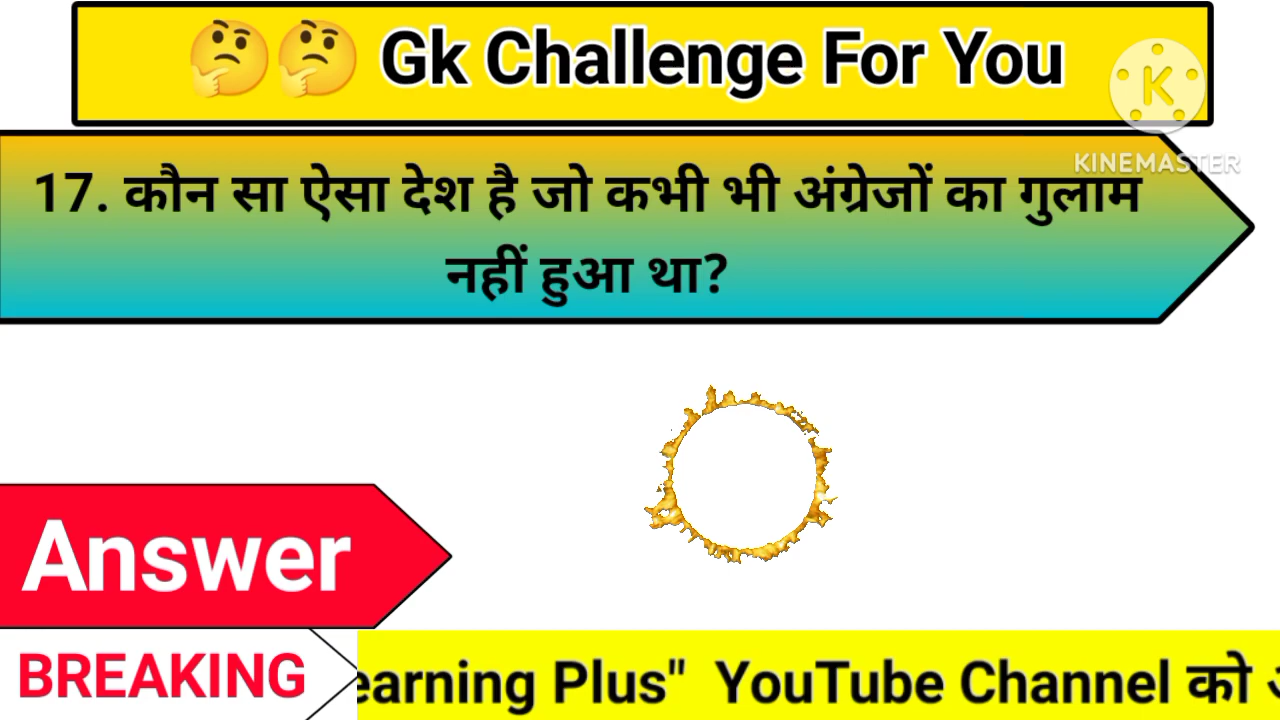 🤔🤔 Gk Challenge For You
K
KINEMASTER
17. कौन सा ऐसा देश है जो कभी भी अंग्रेजों का गुलाम
नहीं हुआ था?
Answer
BREAKING
earning Plus" YouTube Channel को